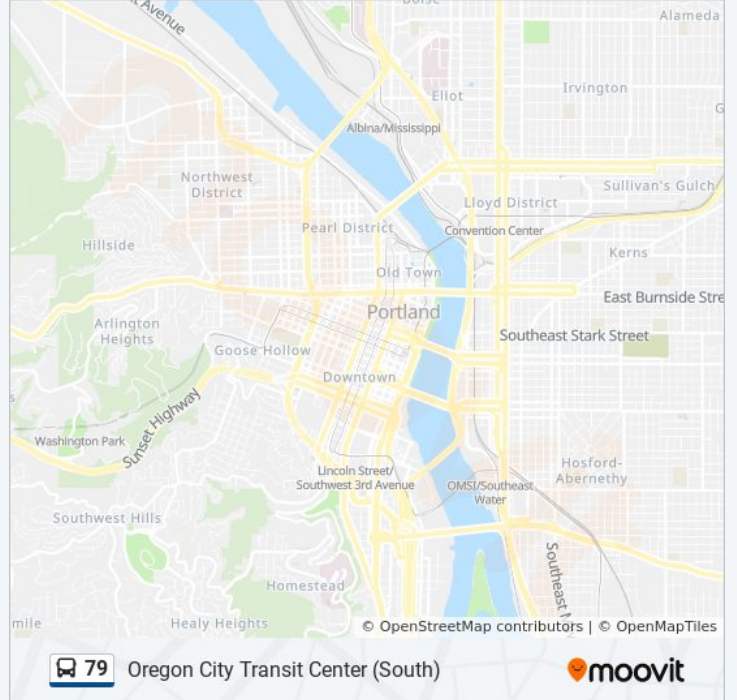 Boise
t Avenue
Alameda
Irvington
Eliot
G
Albina/Mississippi
Northwest
District
Sullivan's Gulch
Lloyd District
Pearl District
Convention Center
Hillside
Kerns
Old Town
East Burnside Stre
Portland
Arlington
Heights
Southeast Stark Street
Goose Hollow
Downtown
s
Sunset Highway
Washington Park
Lincoln Street/
Southwest 3rd Avenue
Hosford-
Abernethy
OMSI/Southeast
Water
Southwest Hills
Southeast M
Homestead
mile
Healy Heights
© OpenStreetMap contributors | © OpenMapTiles
79 Oregon City Transit Center (South)
moovit